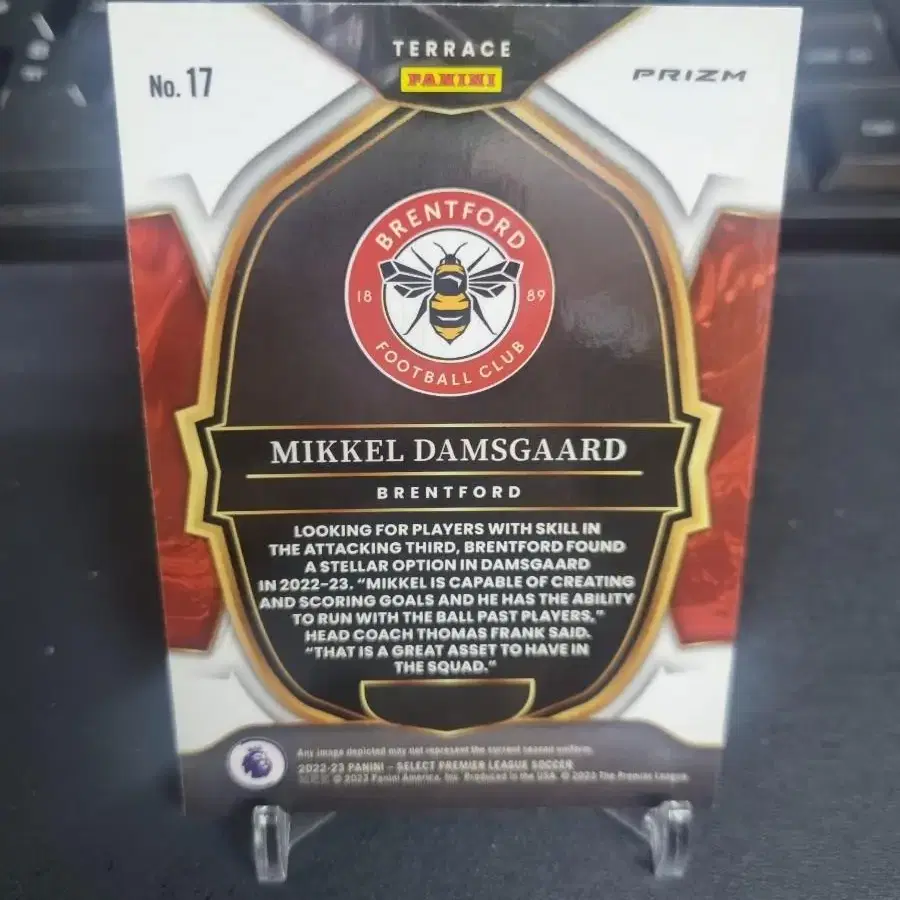 TERRACE
No. 17
PANINI
PRIZM
BRENTFORD
18 89
FOOTBALL CLUB
MIKKEL DAMSGAARD
BRENTFORD
LOOKING FOR PLAYERS WITH SKILL IN
THE ATTACKING THIRD, BRENTFORD FOUND
A STELLAR OPTION IN DAMSGAARD
IN 2022-23. "MIKKEL IS CAPABLE OF CREATING
AND SCORING GOALS AND HE HAS THE ABILITY
TO RUN WITH THE BALL PAST PLAYERS,"
HEAD COACH THOMAS FRANK SAID.
"THAT IS A GREAT ASSET TO HAVE IN
THE SQUAD."
Any image depicted may not represent the current season uniform.
2022-23 PANINI – SELECT PREMIER LEAGUE SOCCER
© 2023 Panini America, Inc. Produced in the USA. © 2023 The Premier League.